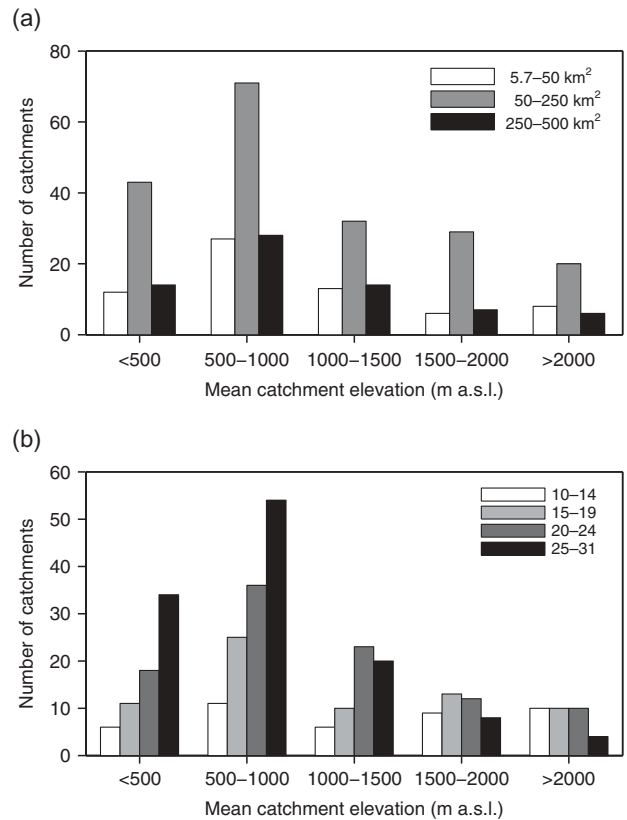 (a)
80
60
40
20
0
Number of catchments
5.7–50 km²
50–250 km²
250–500 km²
<500
500–1000
1000–1500
1500–2000
>2000
Mean catchment elevation (m a.s.l.)
(b)
60
50
40
30
20
10
0
Number of catchments
10–14
15–19
20–24
25–31
<500
500–1000
1000–1500
1500–2000
>2000
Mean catchment elevation (m a.s.l.)